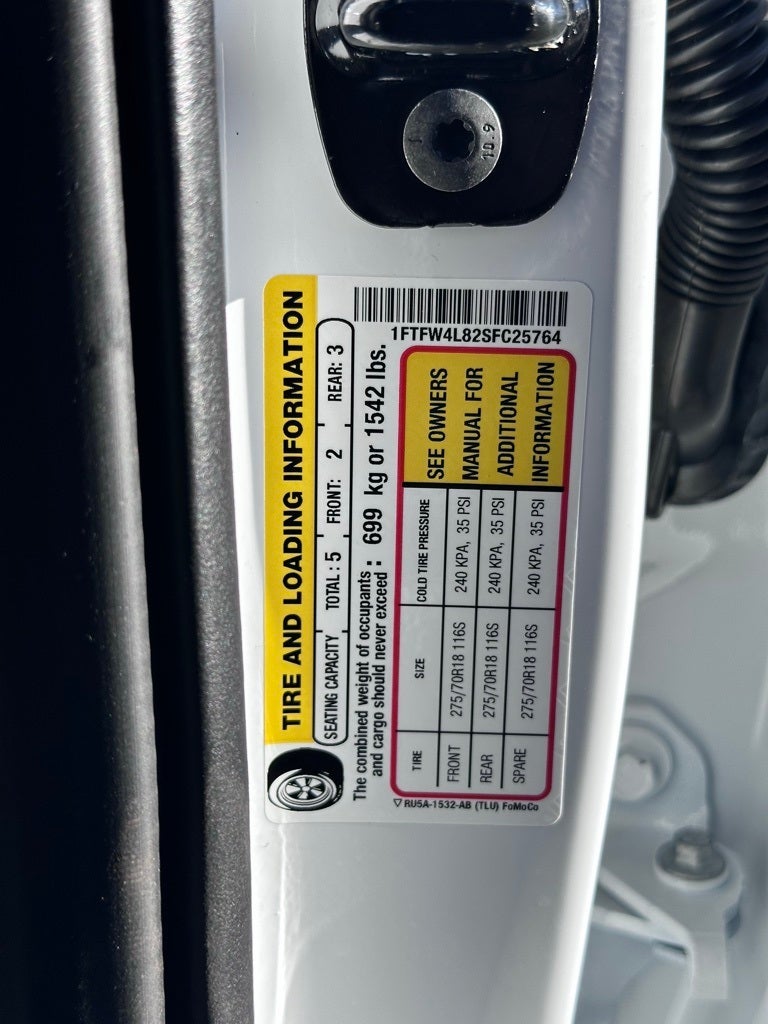 10.9
TIRE AND LOADING INFORMATION
SEATING CAPACITY TOTAL: 5 FRONT: 2 REAR: 3
The combined weight of occupants
and cargo should never exceed : 699 kg or 1542 lbs.
1FTFW4L82SFC25764
TIRE SIZE COLD TIRE PRESSURE
FRONT 275/70R18 116S 240 KPA, 35 PSI
REAR 275/70R18 116S 240 KPA, 35 PSI
SPARE 275/70R18 116S 240 KPA, 35 PSI
SEE OWNERS
MANUAL FOR
ADDITIONAL
INFORMATION
RU5A-1532-AB (TLU) FoMoCo